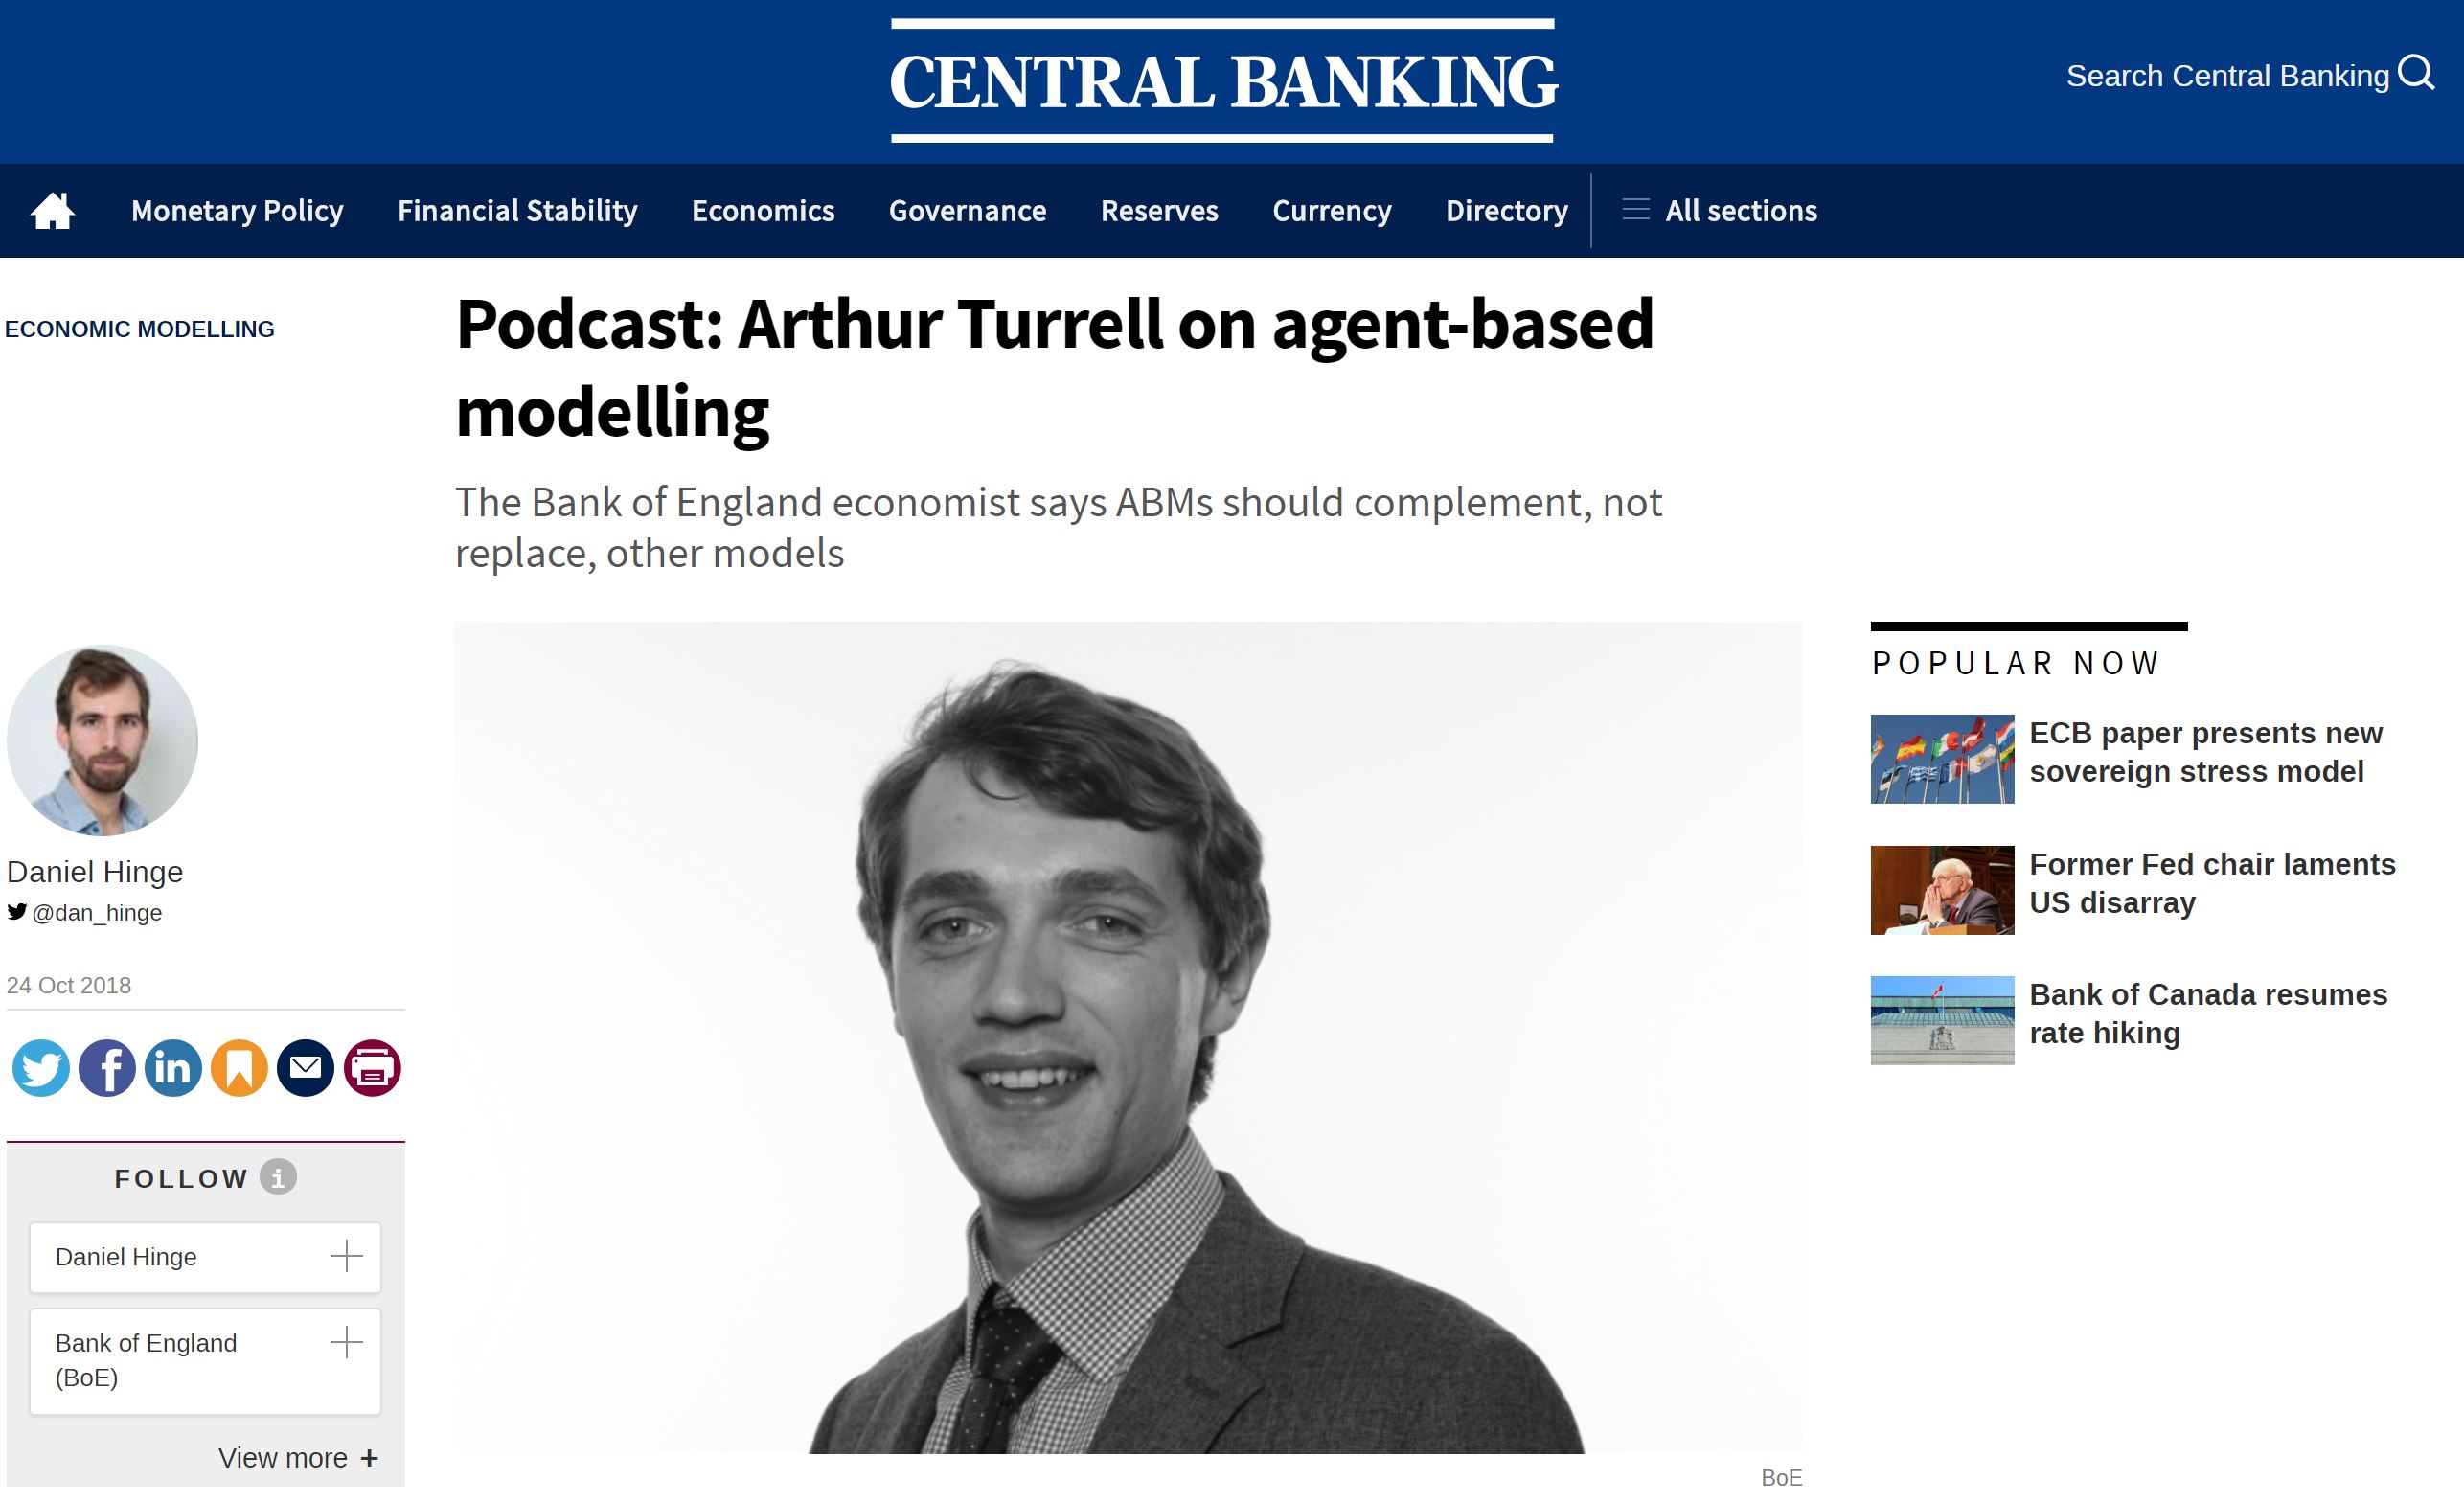 CENTRAL BANKING
Search Central Banking
Monetary Policy
Financial Stability
Economics
Governance
Reserves
Currency
Directory
All sections
ECONOMIC MODELLING
Podcast: Arthur Turrell on agent-based
modelling
The Bank of England economist says ABMs should complement, not
replace, other models
Daniel Hinge
@dan_hinge
24 Oct 2018
FOLLOW
Daniel Hinge
Bank of England
(BoE)
View more +
BoE
POPULAR NOW
ECB paper presents new
sovereign stress model
Former Fed chair laments
US disarray
Bank of Canada resumes
rate hiking